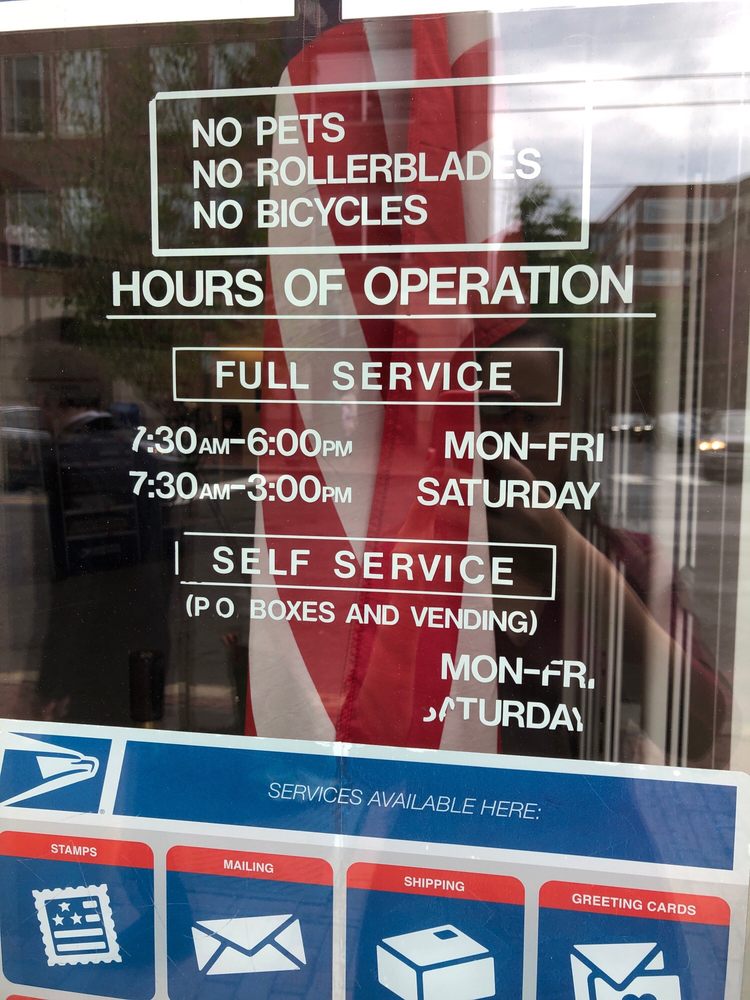 NO PETS
NO ROLLERBLADES
NO BICYCLES
HOURS OF OPERATION
FULL SERVICE
7:30AM-6:00PM MON-FRI
7:30AM-3:00PM SATURDAY
SELF SERVICE
(P O BOXES AND VENDING)
MON-FRI
SATURDAY
SERVICES AVAILABLE HERE:
STAMPS MAILING SHIPPING GREETING CARDS